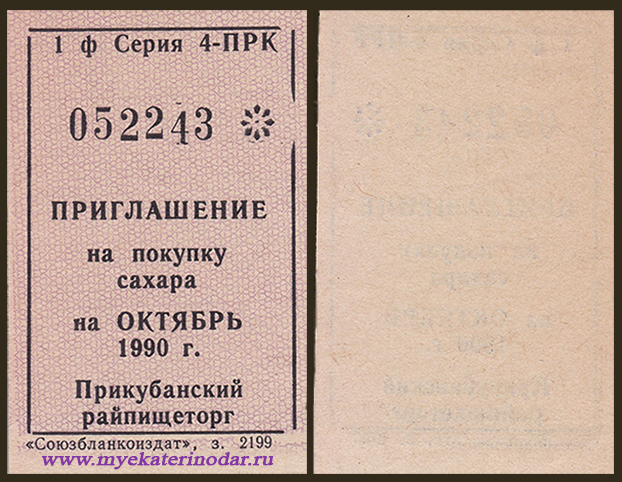 1 ф Серия 4-ПРК
052243
ПРИГЛАШЕНИЕ
на покупку
сахара
на ОКТЯБРЬ
1990 г.
Прикубанский
райпищеторг
«Союзбланкоиздат», з. 2199
www.myekaterinodar.ru